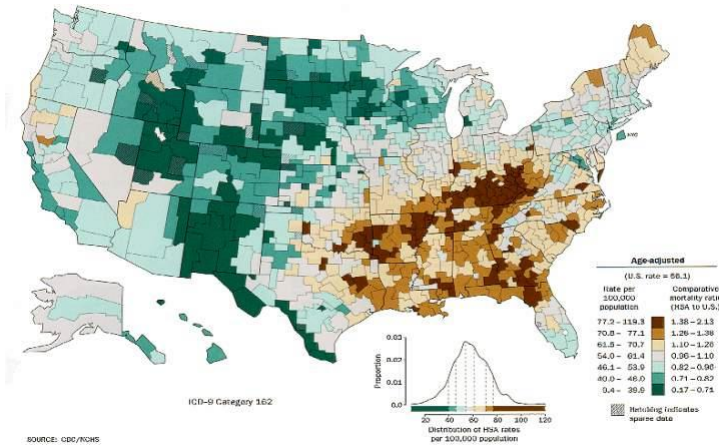 NYC
Age-adjusted
(U.S. rate = 56.1)
Rate per
100,000
population
Comparative
mortality ratio
(HSA to U.S.)
77.2 – 119.3 1.38 – 2.13
70.8 – 77.1 1.26 – 1.38
61.5 – 70.7 1.10 – 1.26
54.0 – 61.4 0.96 – 1.10
46.1 – 53.9 0.82 – 0.96
40.0 – 46.0 0.71 – 0.82
9.4 – 39.9 0.17 – 0.71
Hatching indicates
sparse data
0.03
0.02
0.01
0.0
Proportion
20 40 60 80 100 120
Distribution of HSA rates
per 100,000 population
ICD-9 Category 162
SOURCE: CDC/NCHS